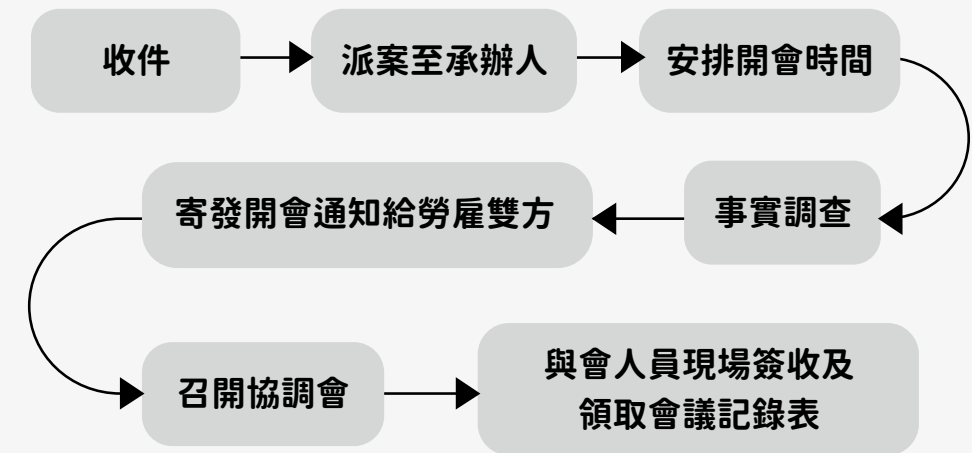 收件
派案至承辦人
安排開會時間
事實調查
寄發開會通知給勞雇雙方
召開協調會
與會人員現場簽收及
領取會議記錄表